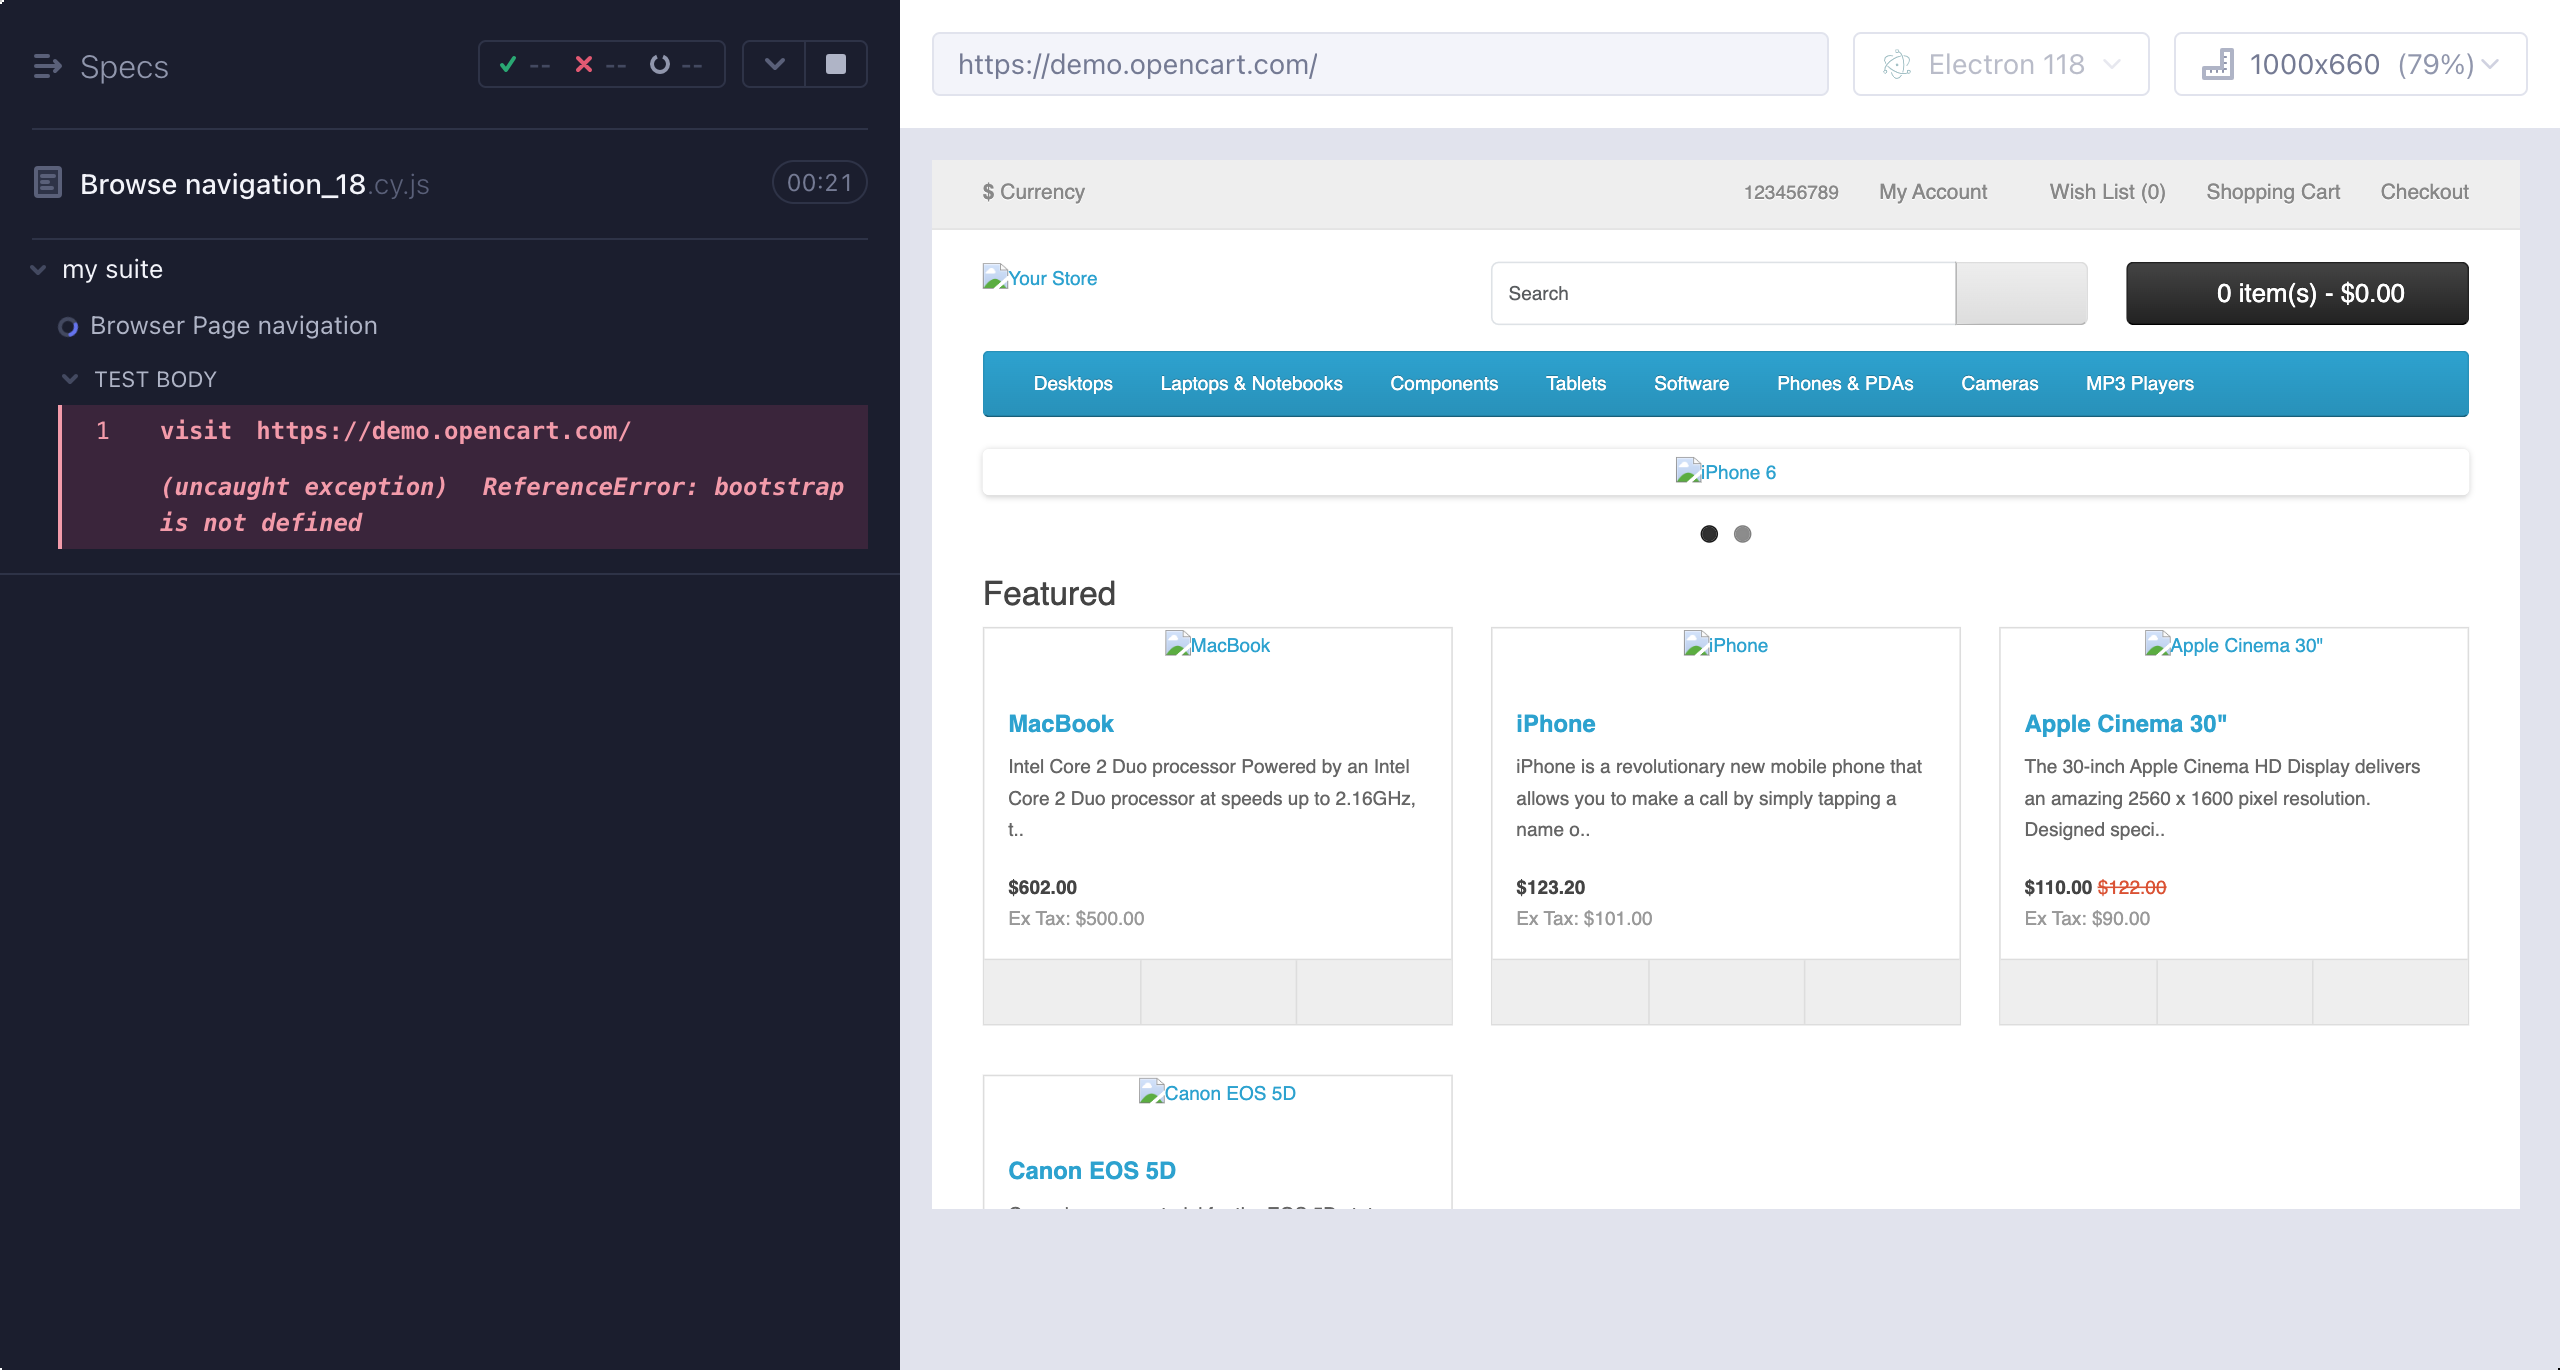 Specs
-- -- --
Browse navigation_18.cy.js
00:21
my suite
Browser Page navigation
TEST BODY
1 visit https://demo.opencart.com/
(uncaught exception) ReferenceError: bootstrap
is not defined
https://demo.opencart.com/
Electron 118
1000x660 (79%)
$ Currency
123456789
My Account
Wish List (0)
Shopping Cart
Checkout
Your Store
Search
0 item(s) - $0.00
Desktops
Laptops & Notebooks
Components
Tablets
Software
Phones & PDAs
Cameras
MP3 Players
iPhone 6
Featured
MacBook
MacBook
Intel Core 2 Duo processor Powered by an Intel
Core 2 Duo processor at speeds up to 2.16GHz,
t..
$602.00
Ex Tax: $500.00
iPhone
iPhone
iPhone is a revolutionary new mobile phone that
allows you to make a call by simply tapping a
name o..
$123.20
Ex Tax: $101.00
Apple Cinema 30"
Apple Cinema 30"
The 30-inch Apple Cinema HD Display delivers
an amazing 2560 x 1600 pixel resolution.
Designed speci..
$110.00 $122.00
Ex Tax: $90.00
Canon EOS 5D
Canon EOS 5D